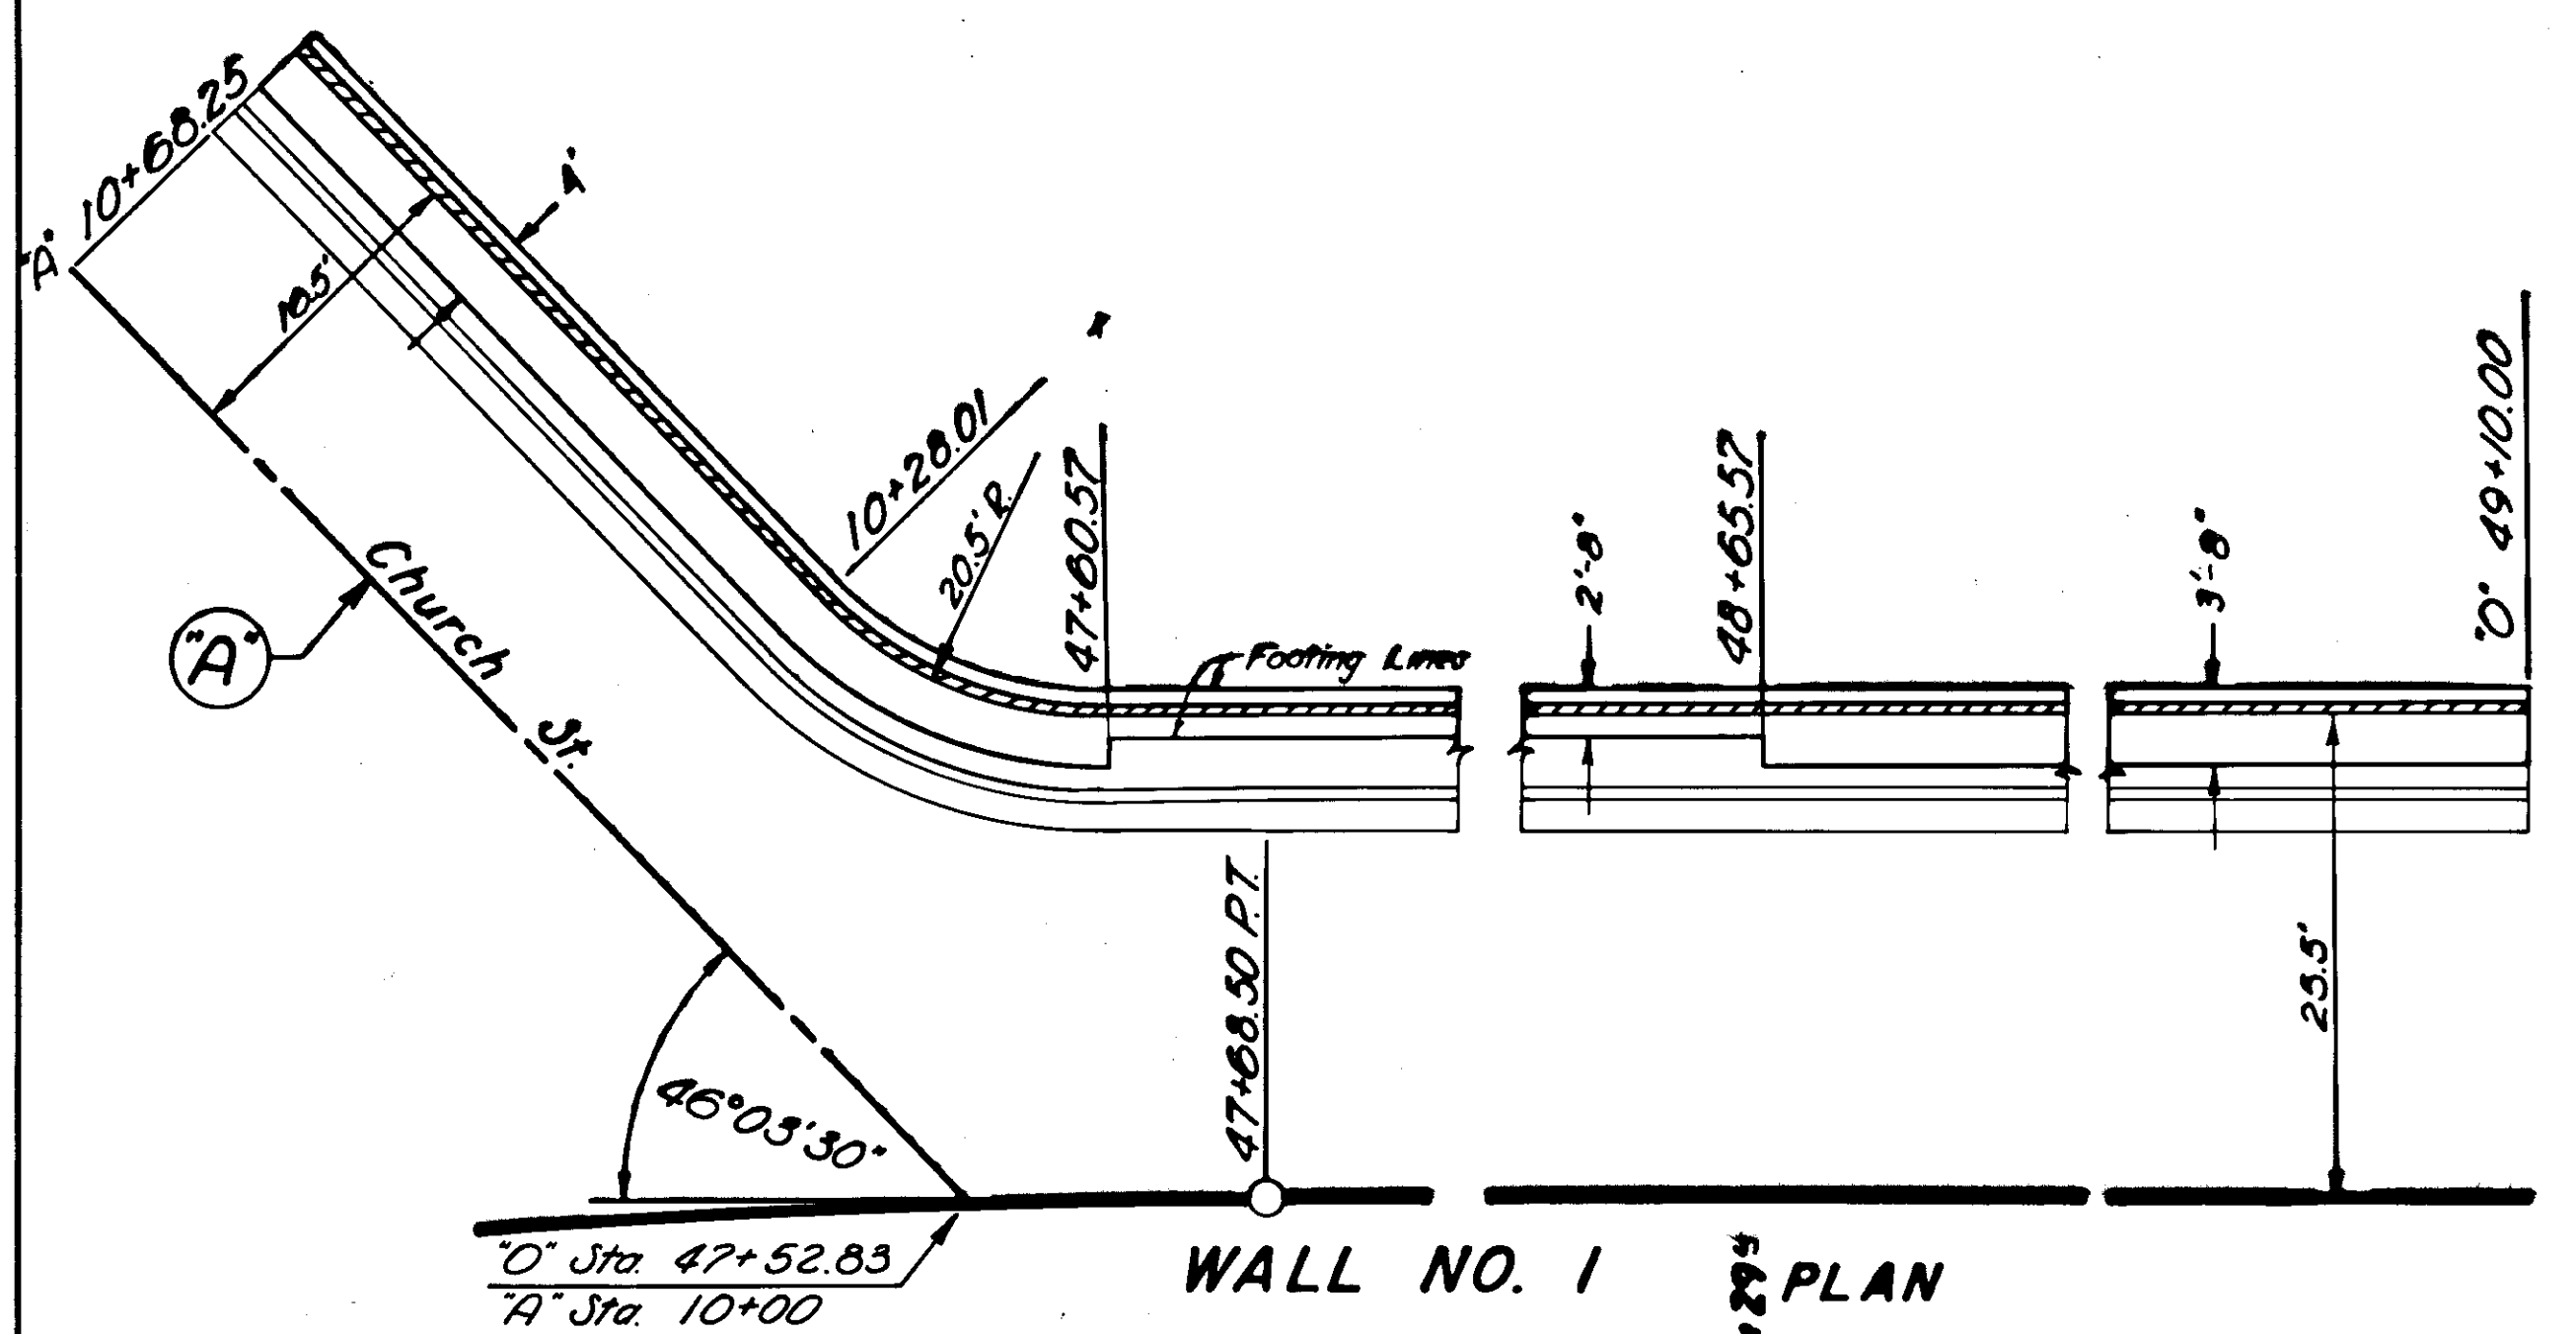 "A" 10+68.25
10.5'
10+28.01
20.5' R.
47+60.57
Footing Lines
2'-8"
48+65.57
3'-8"
"O" 49+10.00
"A"
Church St.
25.5'
47+68.50 P.T.
46°03'30"
"O" Sta. 47+52.83
"A" Sta. 10+00
WALL NO. 1 PLAN